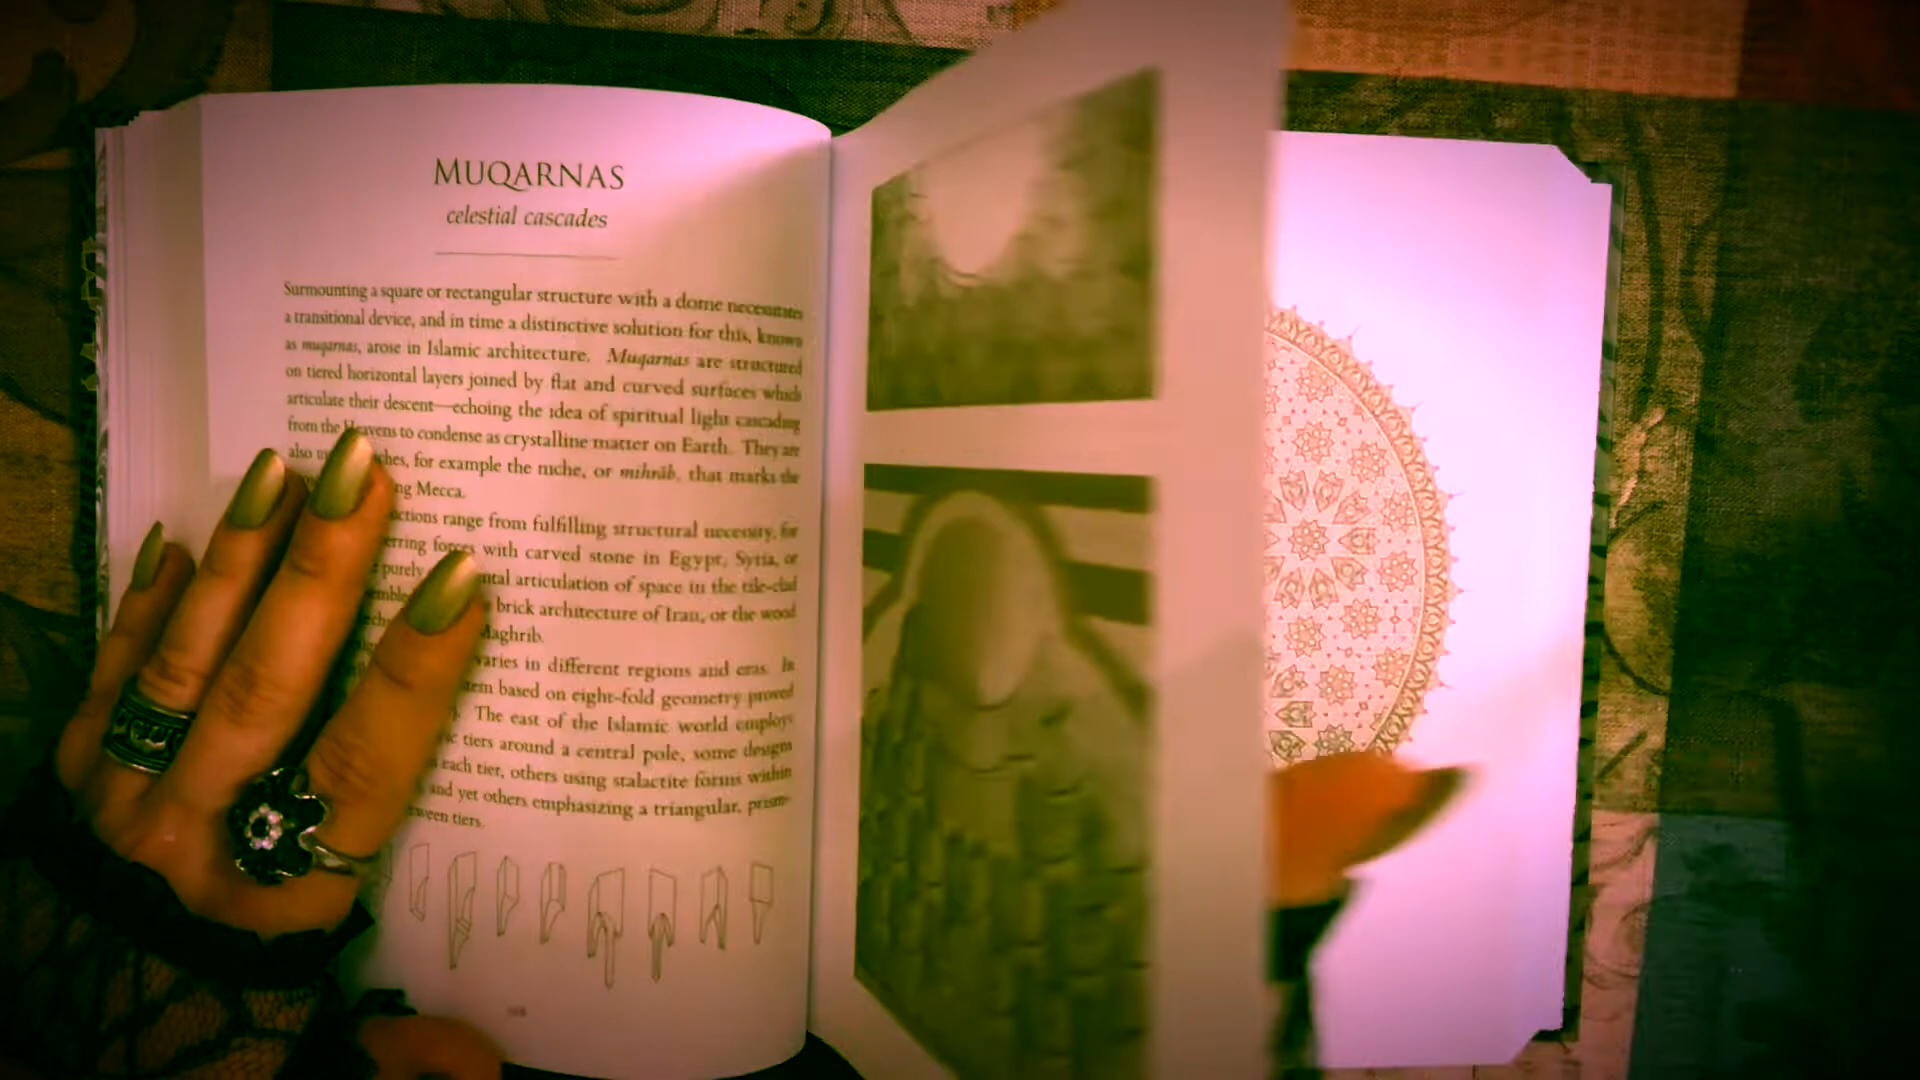 MUQARNAS
celestial cascades
Surmounting a square or rectangular structure with a dome necessitates
a transitional device, and in time a distinctive solution for this, known
as muqarnas, arose in Islamic architecture. Muqarnas are structured
on tiered horizontal layers joined by flat and curved surfaces which
articulate their descent—echoing the idea of spiritual light cascading
from the Heavens to condense as crystalline matter on Earth. They are
also for example the niche, or mihrāb, that marks the
Mecca.
range from fulfilling structural necessity, for
forces with carved stone in Egypt, Syria, or
purely articulation of space in the tile-clad
brick architecture of Iran, or the wood
Maghrib.
varies in different regions and eras. In
based on eight-fold geometry proved
The east of the Islamic world employs
tiers around a central pole, some designs
each tier, others using stalactite forms within
and yet others emphasizing a triangular, prism-
tiers.